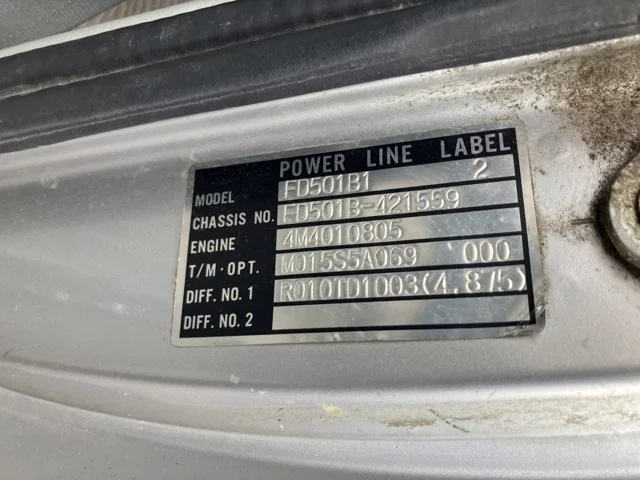 POWER LINE LABEL
MODEL FD501B1 2
CHASSIS NO. FD501B-421559
ENGINE 4M4010805
T/M·OPT. M015S5A069 000
DIFF. NO. 1 R010TD1003(4.875)
DIFF. NO. 2